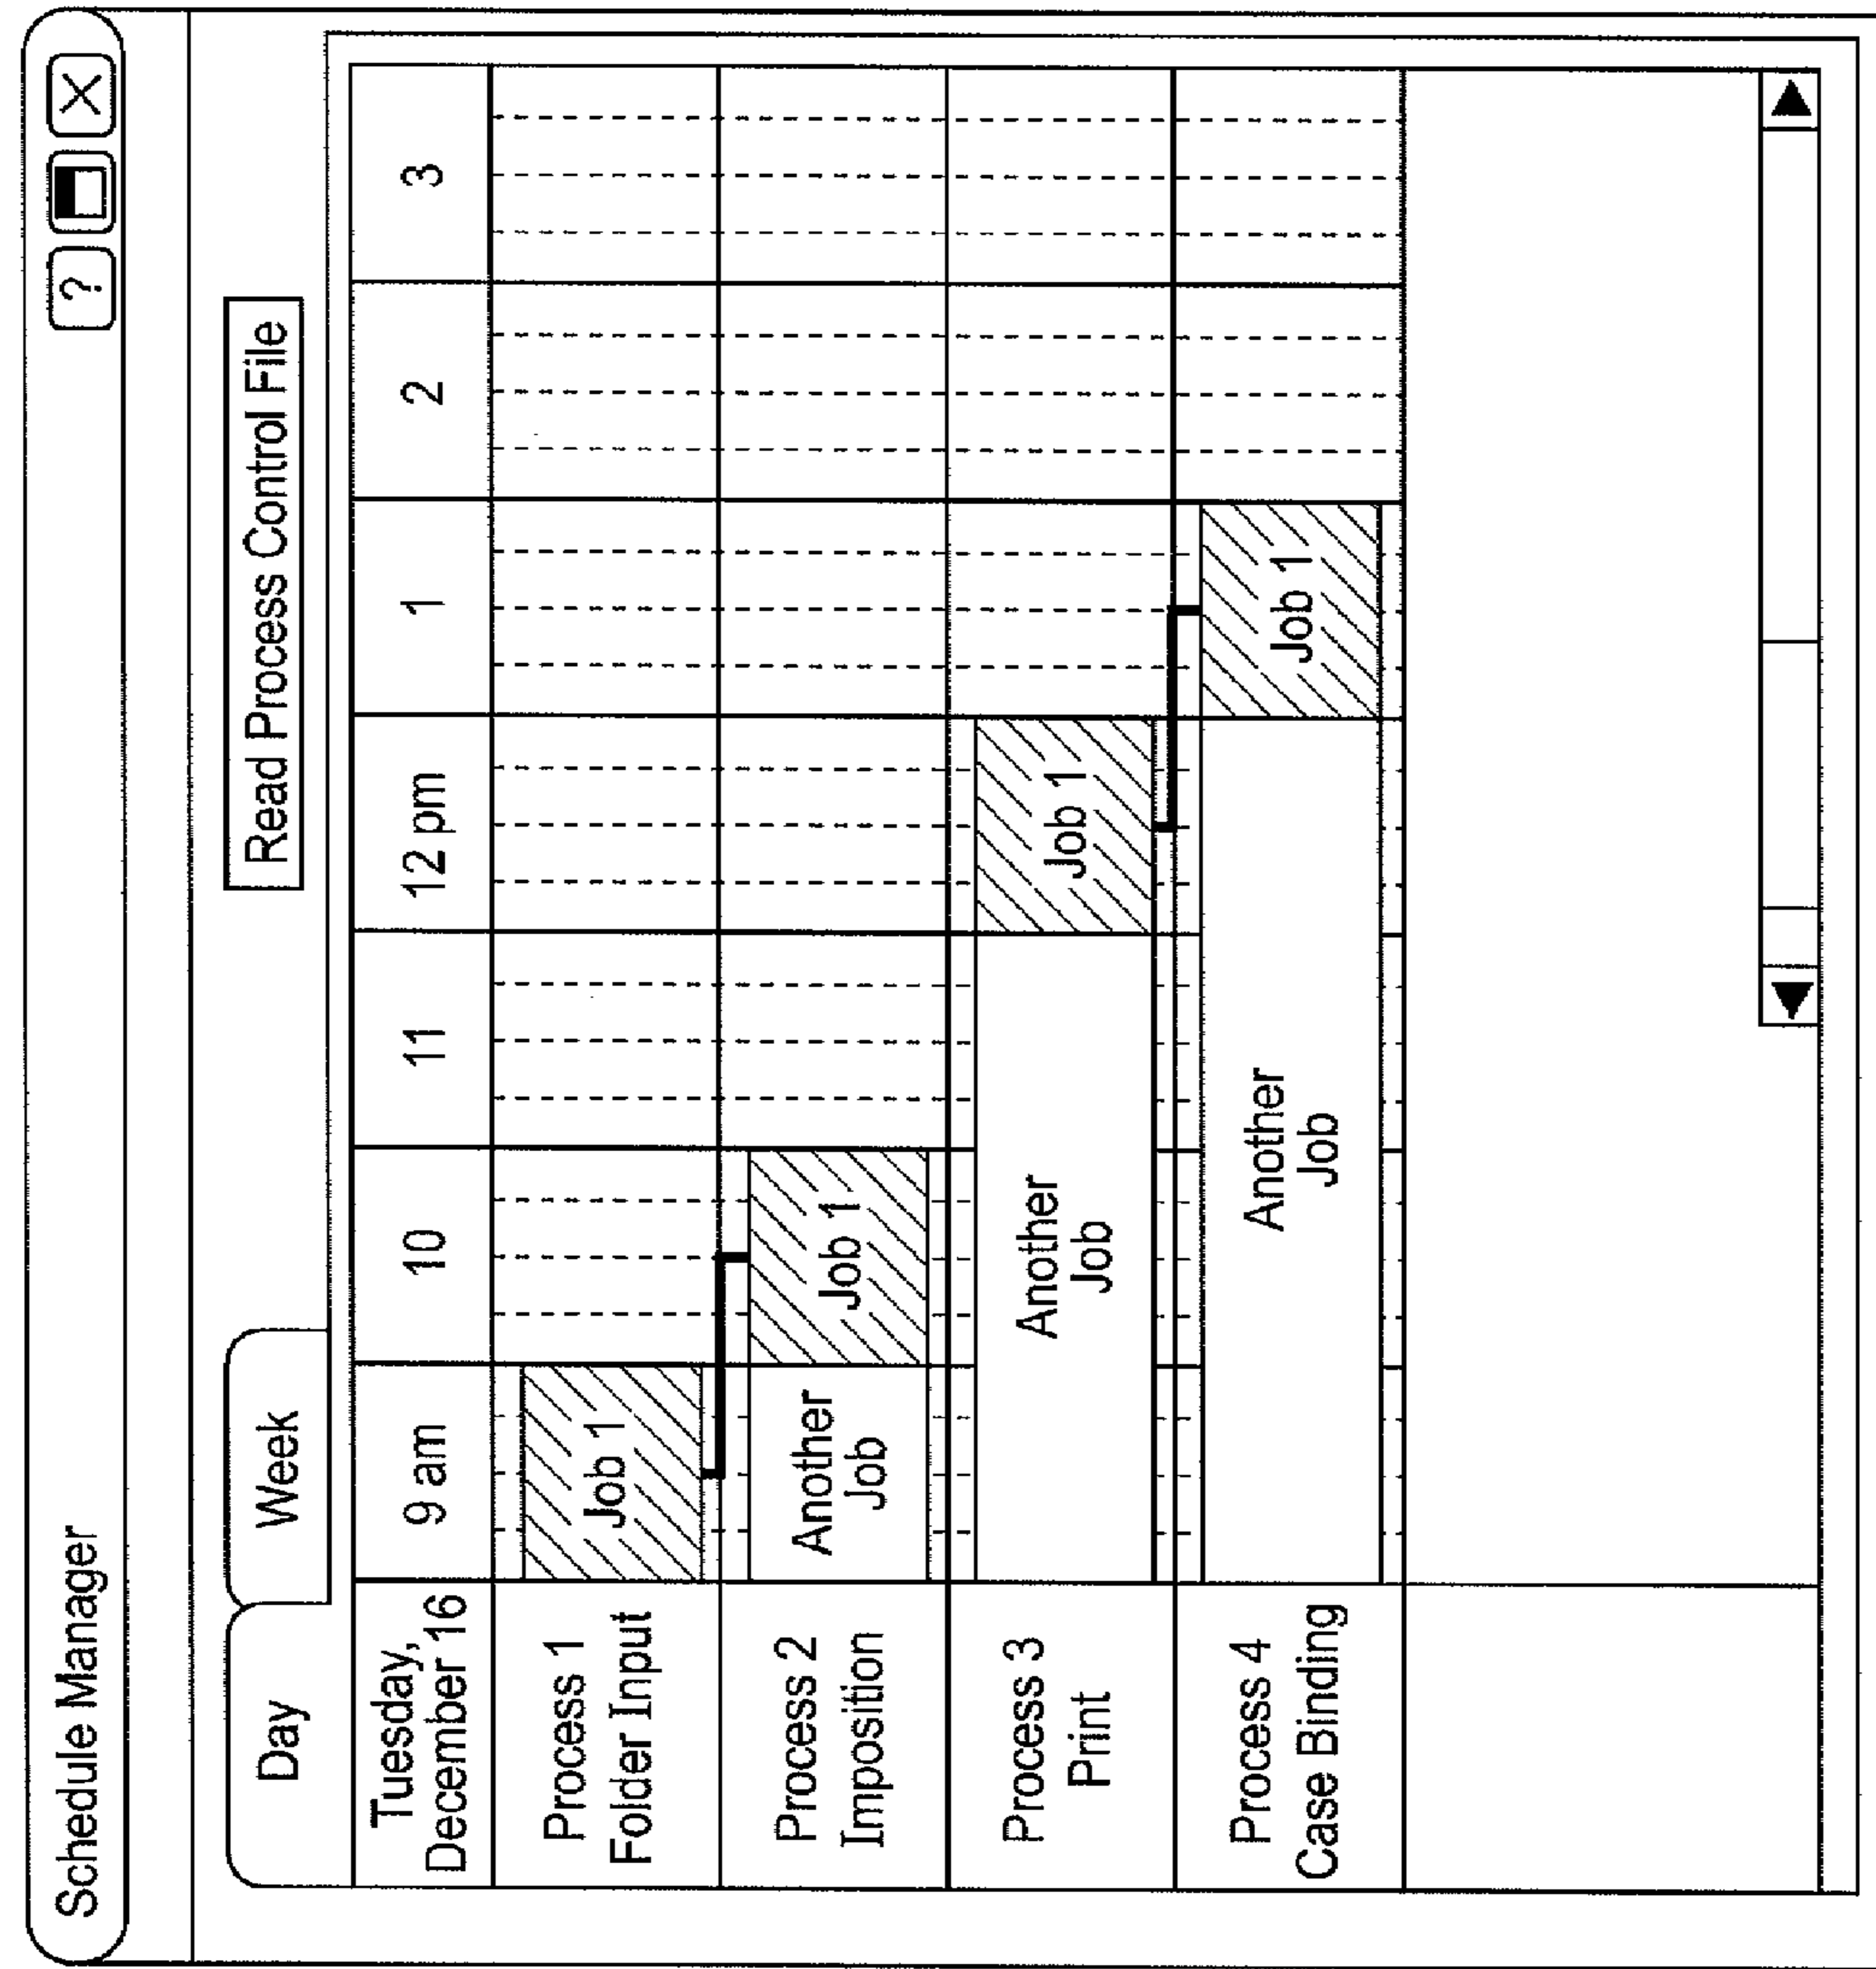 Schedule Manager
?
X
Day
Week
Read Process Control File
Tuesday,
December 16
9 am
10
11
12 pm
1
2
3
Process 1
Folder Input
Job 1
Process 2
Imposition
Another
Job
Job 1
Process 3
Print
Another
Job
Job 1
Process 4
Case Binding
Another
Job
Job 1